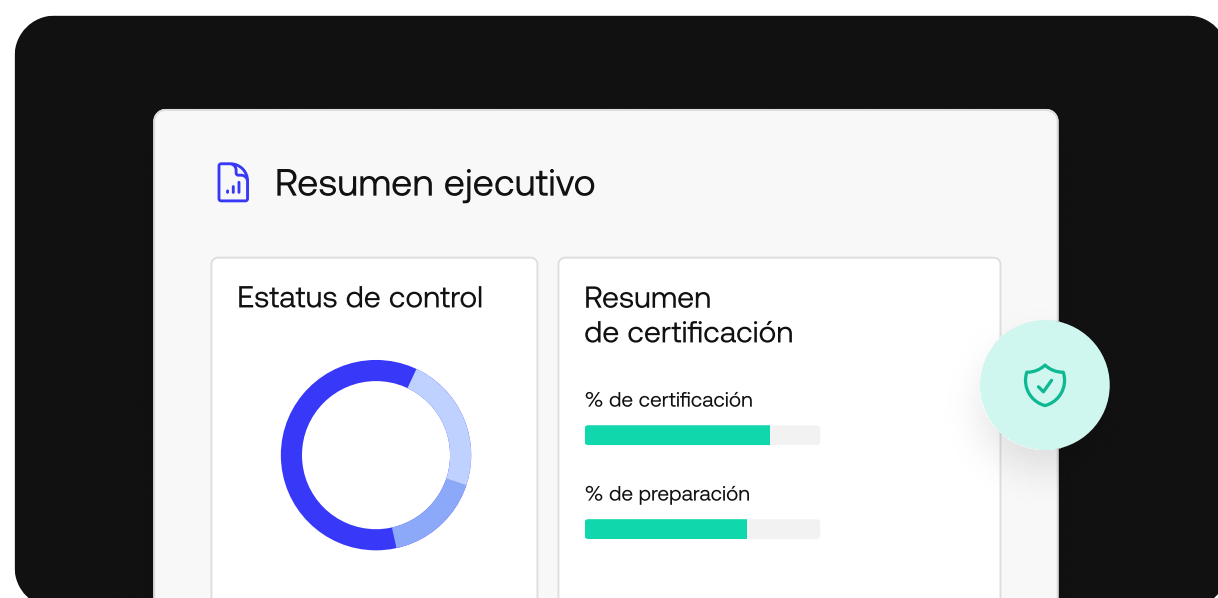 Resumen ejecutivo
Estatus de control
Resumen
de certificación
% de certificación
% de preparación